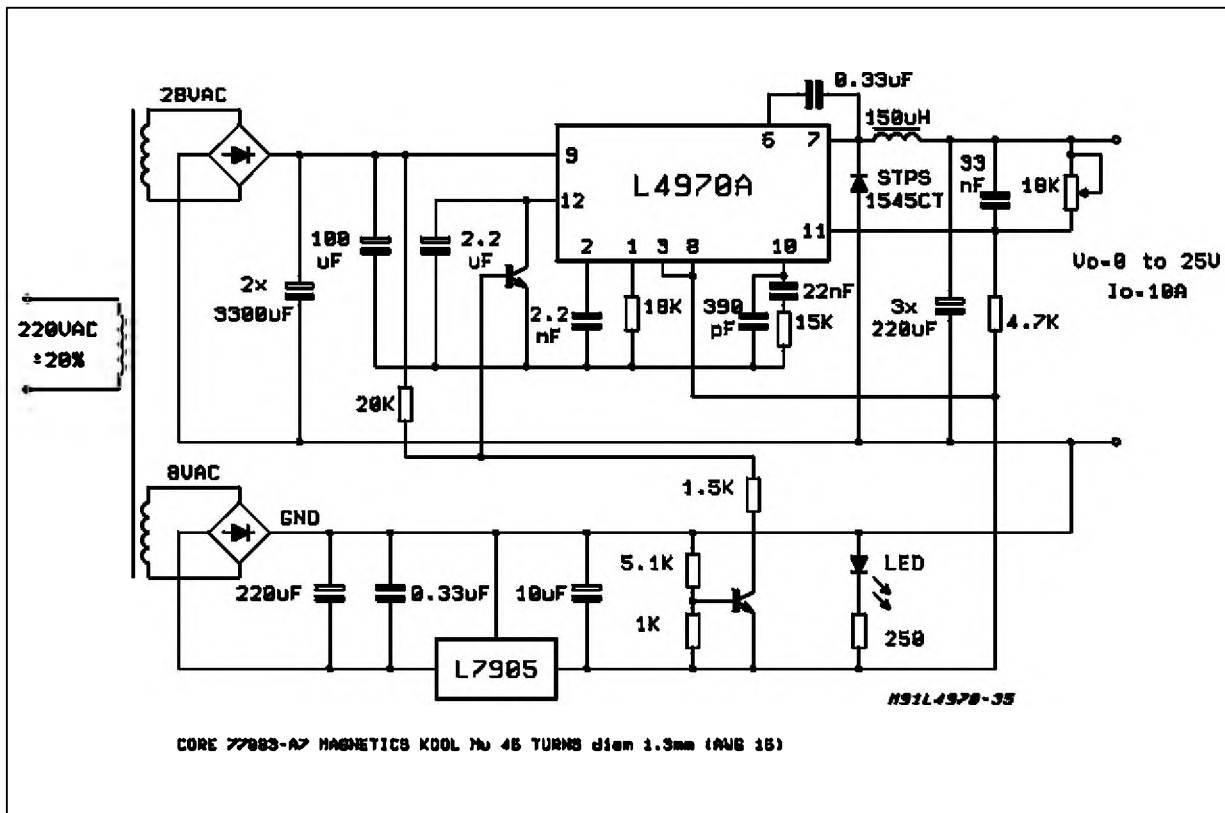 28VAC
0.33uF
150uH
6 7
9
L4970A
STPS
1545CT
33
nF
18K
12
11
2 1 3 8 10
100
uF
2.2
uF
Vo=0 to 25V
Io=10A
2x
3300uF
2.2
nF
18K
390
pF
22nF
15K
3x
220uF
4.7K
220VAC
±20%
20K
8VAC
GND
1.5K
220uF
0.33uF
10uF
5.1K
1K
LED
250
L7905
M91L4970-35
CORE 77083-A7 MAGNETICS KOOL Mu 45 TURNS diam 1.3mm (AWG 16)